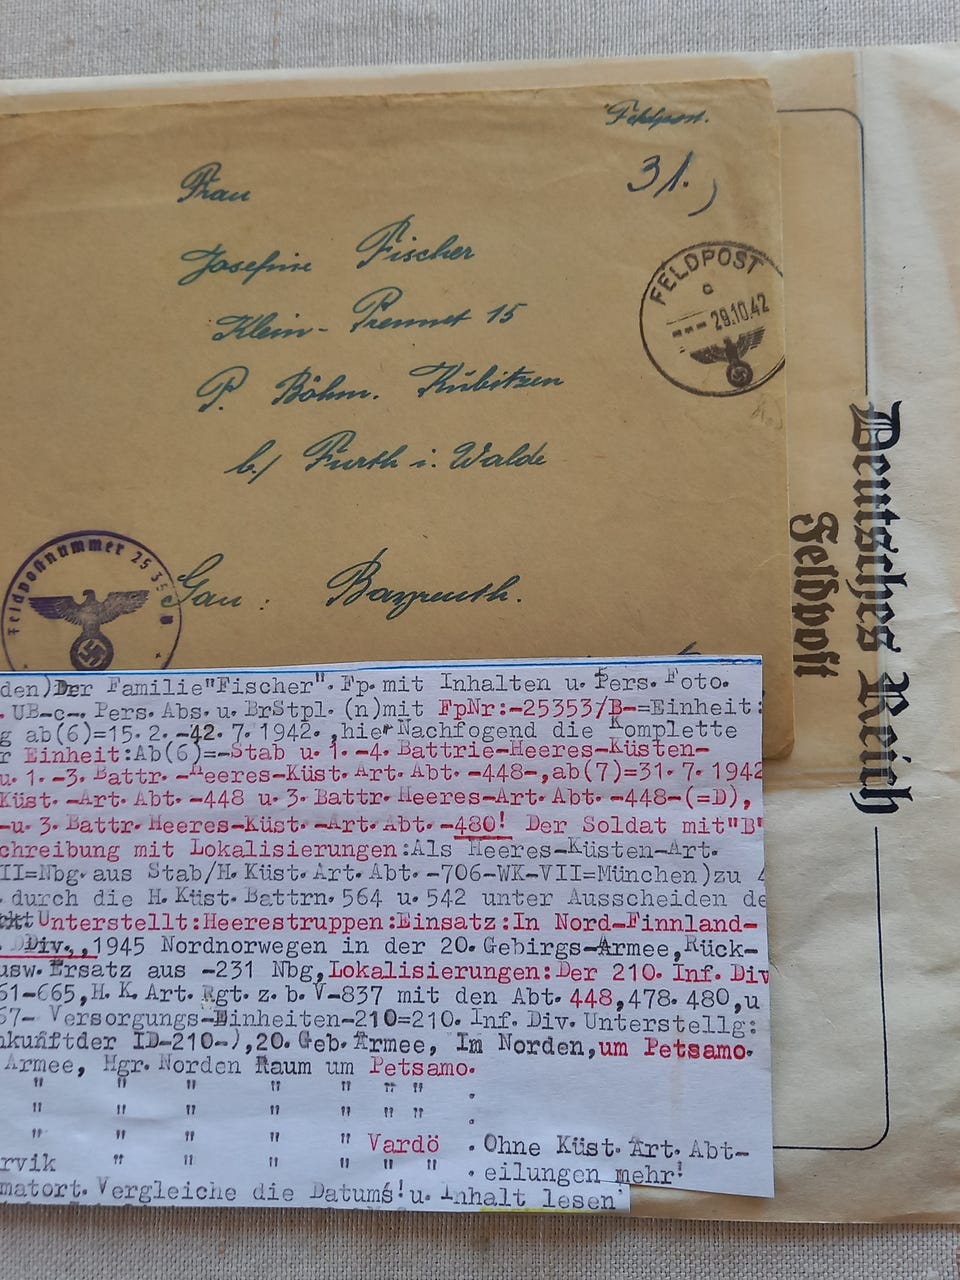 Feldpost.
31.
Frau
Josefine Fischer
Klein-Prennet 15
P. Böhm. Kubitzen
b./ Furth i. Walde
Gau: Bayreuth.
FELDPOST
c
--- 29.10.42
Feldpostnummer
Deutsches Reich
Feldpost
den) Der Familie"Fischer". Fp. mit Inhalten u. Pers. Foto.
. UB-c-. Pers. Abs. u. BrStpl. (n)mit FpNr:-25353/B-=Einheit:
g ab(6)=15. 2. -42. 7. 1942. ,hier Nachfogend die Komplette
r Einheit:Ab(6)=-Stab u. 1. -4. Battrie-Heeres-Küsten-
u. 1. -3. Battr. -Heeres-Küst. Art. Abt. -448-,ab(7)=31. 7. 1942
Küst. -Art. Abt. -448 u. 3. Battr. Heeres-Art. Abt. -448-(=D),
-u. 3. Battr. Heeres-Küst. -Art. Abt. -480! Der Soldat mit"B"
chreibung mit Lokalisierungen:Als Heeres-Küsten-Art.
II=Nbg. aus Stab/H. Küst. Art. Abt. -706-WK-VII=München)zu 4
. durch die H. Küst. Battrn. 564 u. 542 unter Ausscheiden de
Unterstellt:Heerestruppen:Einsatz:In Nord-Finnland-
. Div. ,,1945 Nordnorwegen in der 20. Gebirgs-Armee,Rück-
usw. Ersatz aus -231 Nbg,Lokalisierungen:Der 210. Inf. Div
61-665,H. K. Art. Rgt. z. b. V-837 mit den Abt. 448,478. 480,u
67- Versorgungs-Einheiten-210=210. Inf. Div. Unterstellg:
nkunftder ID-210-),20. Geb. Armee, Im Norden,um Petsamo.
Armee, Hgr. Norden Raum um Petsamo.
" " " " " " .
" " " " " " .
" " " " " Vardö . Ohne Küst. Art. Abt-
rvik " " " " " " . eilungen mehr!
matort. Vergleiche die Datums! u. Inhalt lesen